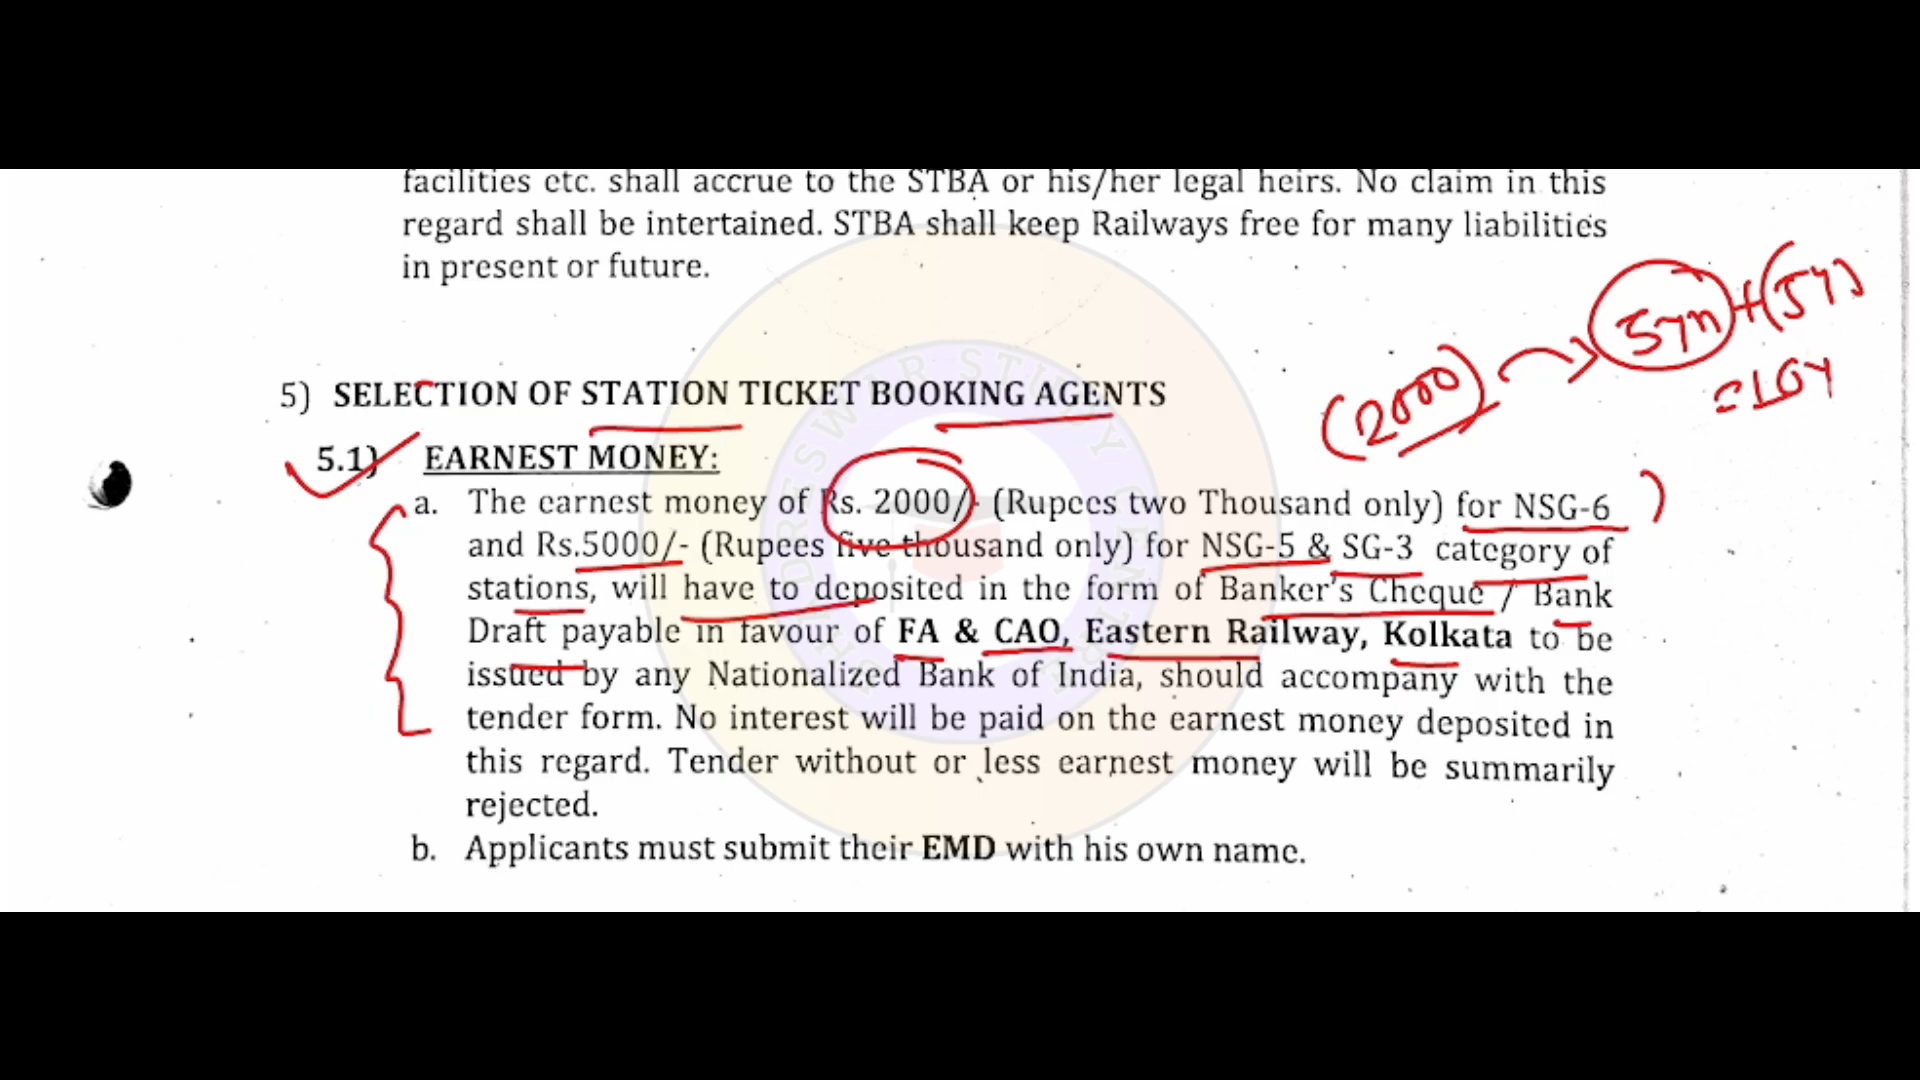 facilities etc. shall accrue to the STBA or his/her legal heirs. No claim in this
regard shall be intertained. STBA shall keep Railways free for many liabilities
in present or future.
5yn + (5y)
= 10y
(2000)
5) SELECTION OF STATION TICKET BOOKING AGENTS
5.1) EARNEST MONEY:
a. The earnest money of Rs. 2000/- (Rupees two Thousand only) for NSG-6
and Rs.5000/- (Rupees five thousand only) for NSG-5 & SG-3 category of
stations, will have to deposited in the form of Banker's Cheque / Bank
Draft payable in favour of FA & CAO, Eastern Railway, Kolkata to be
issued by any Nationalized Bank of India, should accompany with the
tender form. No interest will be paid on the earnest money deposited in
this regard. Tender without or less earnest money will be summarily
rejected.
b. Applicants must submit their EMD with his own name.